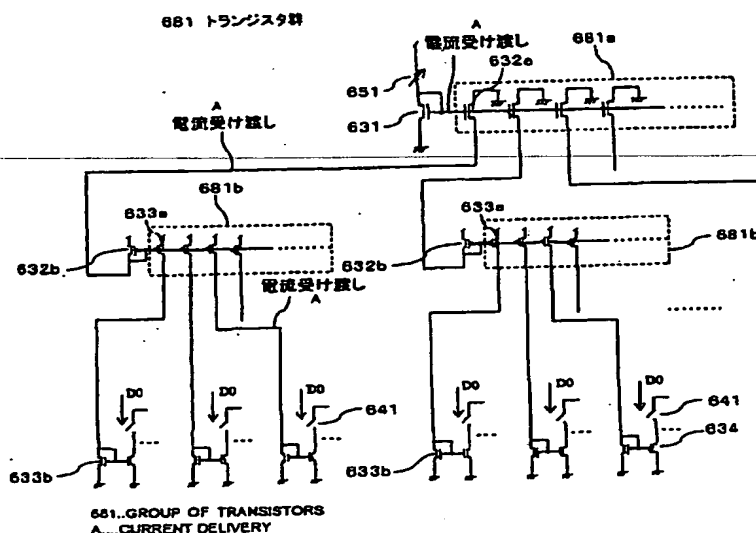 681 トランジスタ群
A
電流受け渡し
681a
632a
651
631
A
電流受け渡し
681b
633a
632b
電流受け渡し
A
633a
681b
632b
D0
D0
D0
641
633b
D0
D0
D0
641
634
633b
681..GROUP OF TRANSISTORS
A....CURRENT DELIVERY